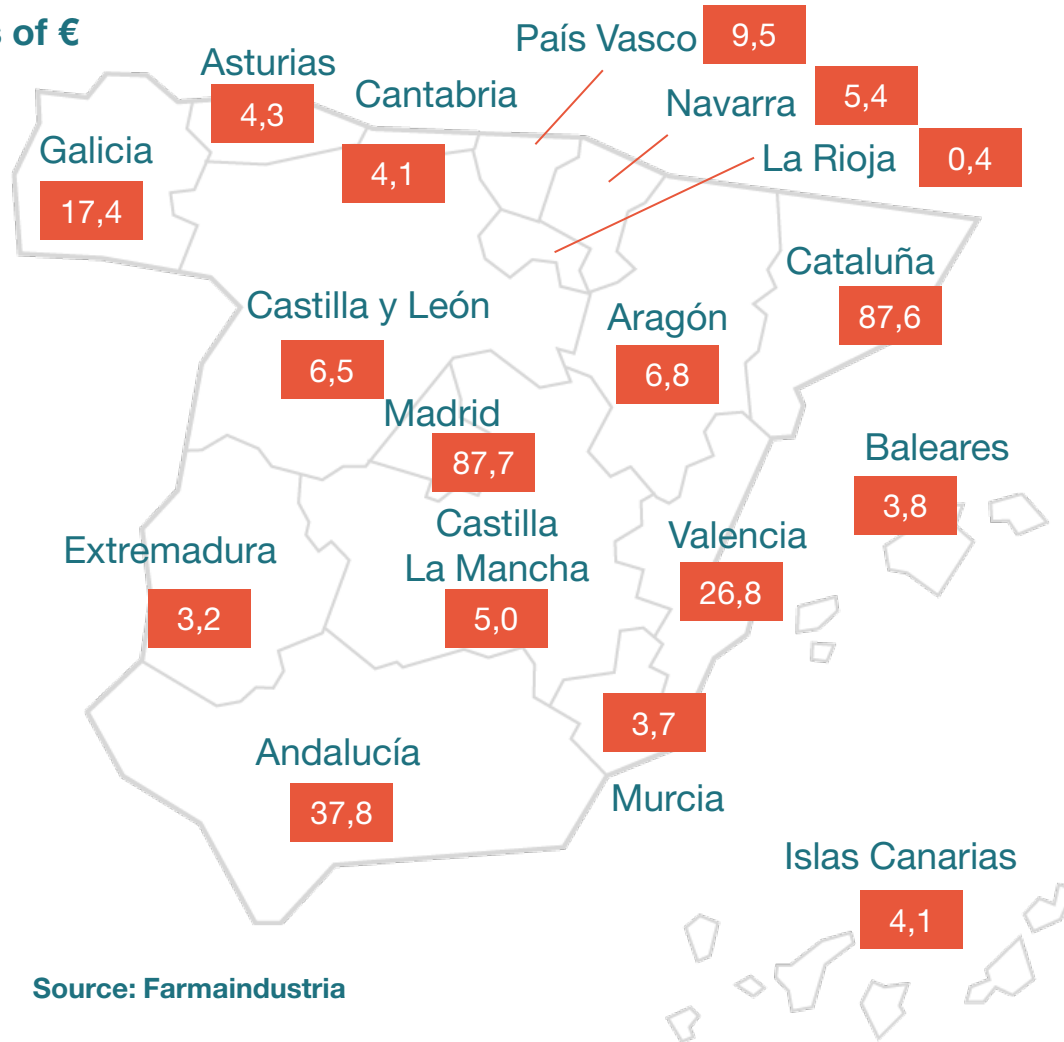 of €
País Vasco
9,5
Asturias
4,3
Cantabria
4,1
Navarra
5,4
La Rioja
0,4
Galicia
17,4
Cataluña
87,6
Castilla y León
6,5
Aragón
6,8
Madrid
87,7
Baleares
3,8
Castilla
La Mancha
5,0
Valencia
26,8
Extremadura
3,2
Andalucía
37,8
3,7
Murcia
Islas Canarias
4,1
Source: Farmaindustria